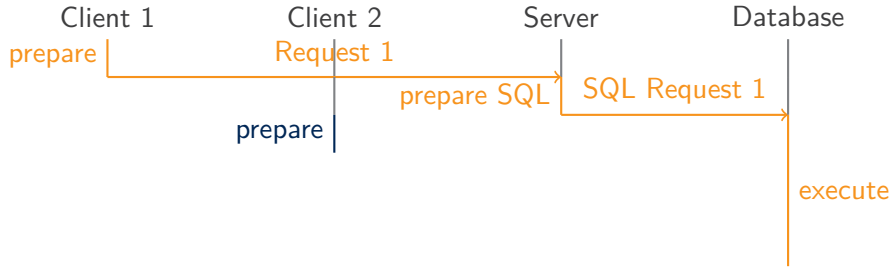 Client 1
Client 2
Server
Database
prepare
Request 1
prepare SQL
SQL Request 1
prepare
execute